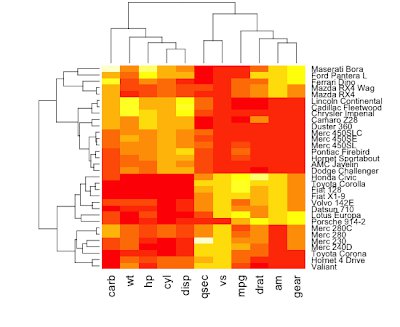 Maserati Bora
Ford Pantera L
Ferrari Dino
Mazda RX4 Wag
Mazda RX4
Lincoln Continental
Cadillac Fleetwood
Chrysler Imperial
Camaro Z28
Duster 360
Merc 450SLC
Merc 450SE
Merc 450SL
Pontiac Firebird
Hornet Sportabout
AMC Javelin
Dodge Challenger
Honda Civic
Toyota Corolla
Fiat 128
Fiat X1-9
Volvo 142E
Datsun 710
Lotus Europa
Porsche 914-2
Merc 280C
Merc 280
Merc 230
Merc 240D
Toyota Corona
Hornet 4 Drive
Valiant
carb wt hp cyl disp qsec vs mpg drat am gear